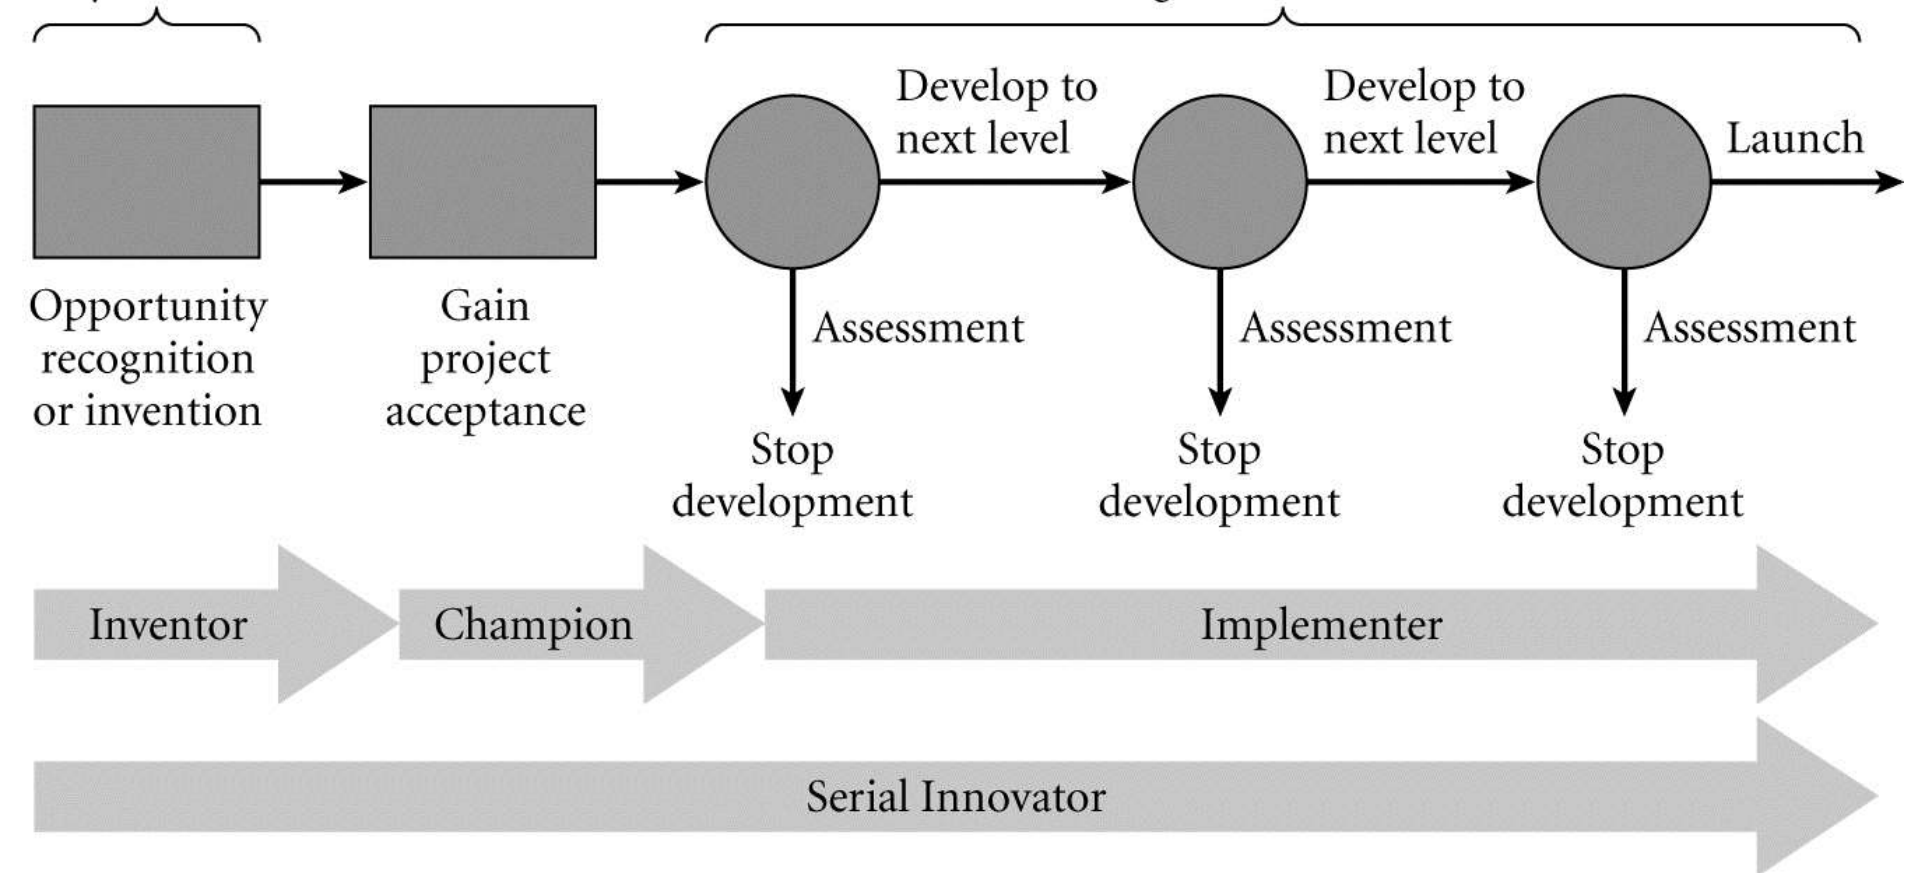 Develop to
next level
Develop to
next level
Launch
Opportunity
recognition
or invention
Gain
project
acceptance
Assessment
Assessment
Assessment
Stop
development
Stop
development
Stop
development
Inventor
Champion
Implementer
Serial Innovator